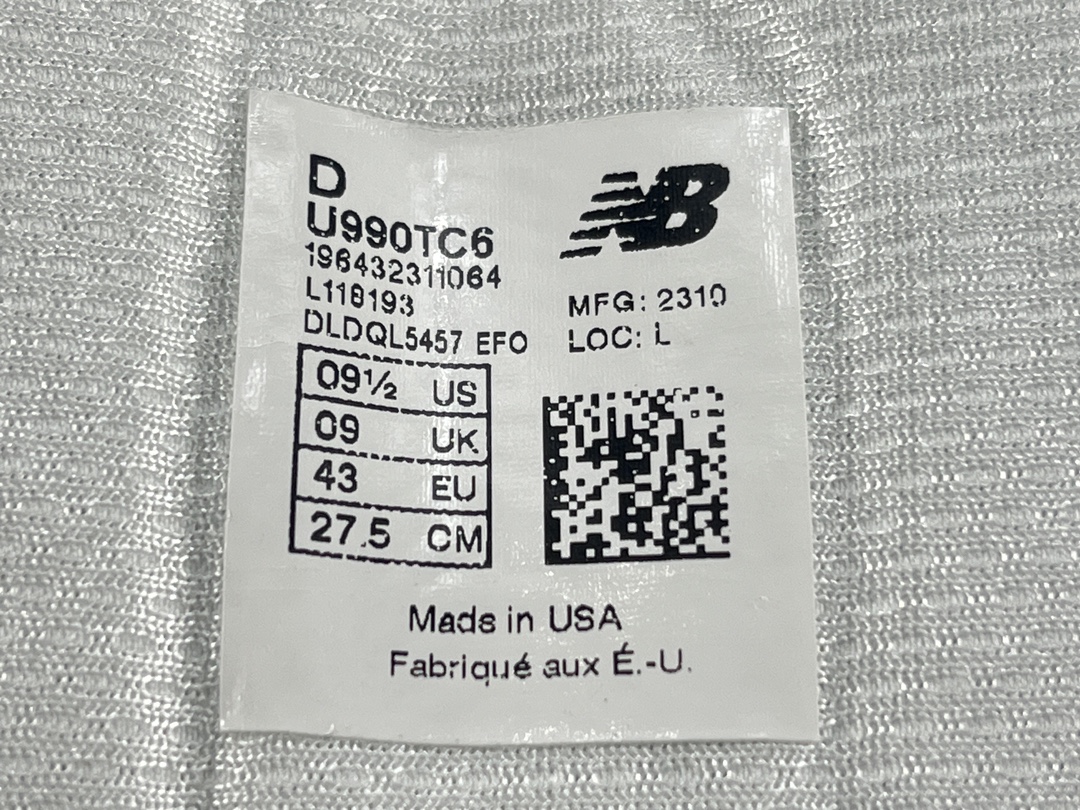 D
U990TC6
196432311064
L118193
DLDQL5457 EFO
NB
MFG: 2310
LOC: L
09½ US
09 UK
43 EU
27.5 CM
Made in USA
Fabriqué aux É.-U.